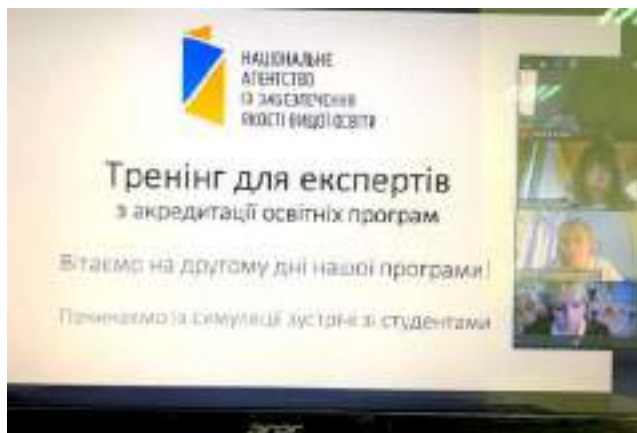 НАЦІОНАЛЬНЕ
АГЕНТСТВО
ІЗ ЗАБЕЗПЕЧЕННЯ
ЯКОСТІ ВИЩОЇ ОСВІТИ
Тренінг для експертів
з акредитації освітніх програм
Вітаємо на другому дні нашої програми!
Починаємо із симуляції зустрічі зі студентами
acer